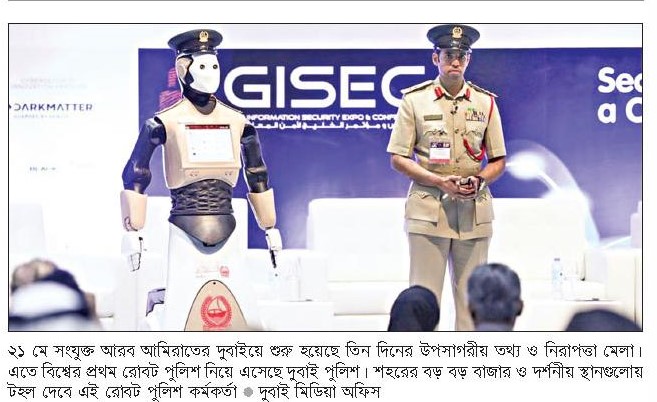 DARKMATTER
GISEC
INFORMATION SECURITY EXPO & CONFE
Sec
a C
২১ মে সংযুক্ত আরব আমিরাতের দুবাইয়ে শুরু হয়েছে তিন দিনের উপসাগরীয় তথ্য ও নিরাপত্তা মেলা।
এতে বিশ্বের প্রথম রোবট পুলিশ নিয়ে এসেছে দুবাই পুলিশ। শহরের বড় বড় বাজার ও দর্শনীয় স্থানগুলোয়
টহল দেবে এই রোবট পুলিশ কর্মকর্তা ● দুবাই মিডিয়া অফিস